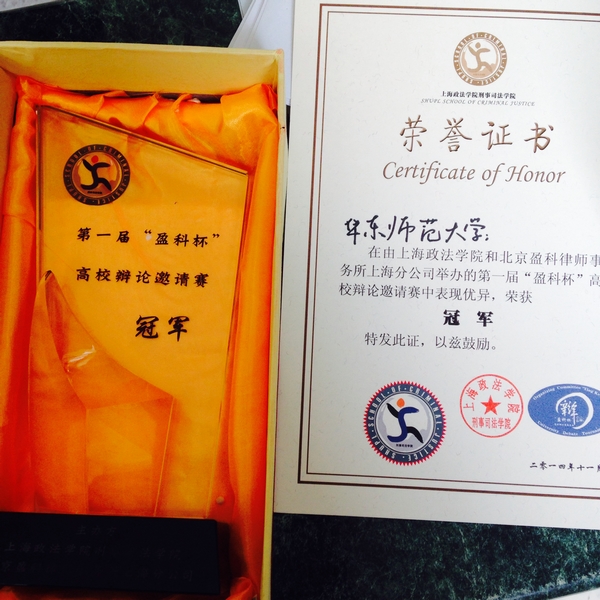 第一届“盈科杯”
高校辩论邀请赛
冠军
上海政法学院刑事司法学院
SHUPL SCHOOL OF CRIMINAL JUSTICE
荣誉证书
Certificate of Honor
华东师范大学:
在由上海政法学院和北京盈科律师事
务所上海分公司举办的第一届“盈科杯”高
校辩论邀请赛中表现优异，荣获
冠军
特发此证，以兹鼓励。
上海政法学院
刑事司法学院
二零一四年十一